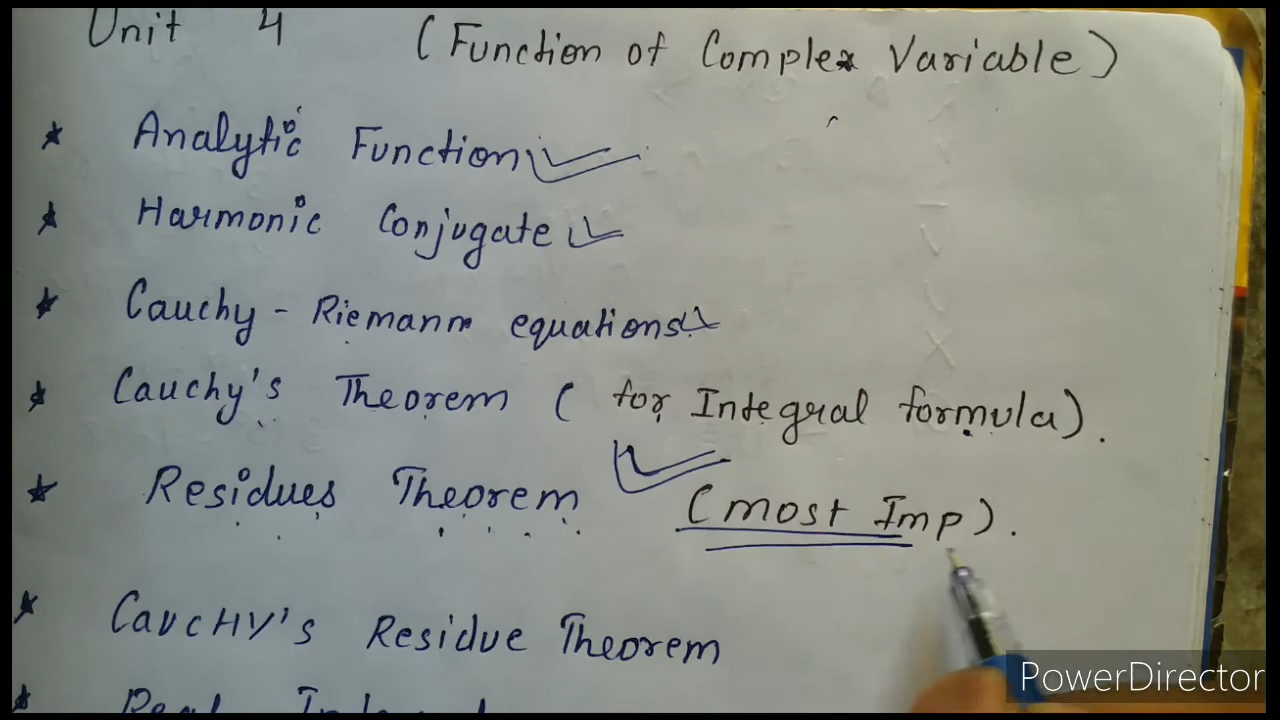 Unit 4 (Function of Complex Variable)
* Analytic Function
* Harmonic Conjugate
* Cauchy - Riemann equations
* Cauchy's Theorem ( for Integral formula).
* Residues Theorem (most Imp).
* CAUCHY's Residue Theorem
* Real
PowerDirector